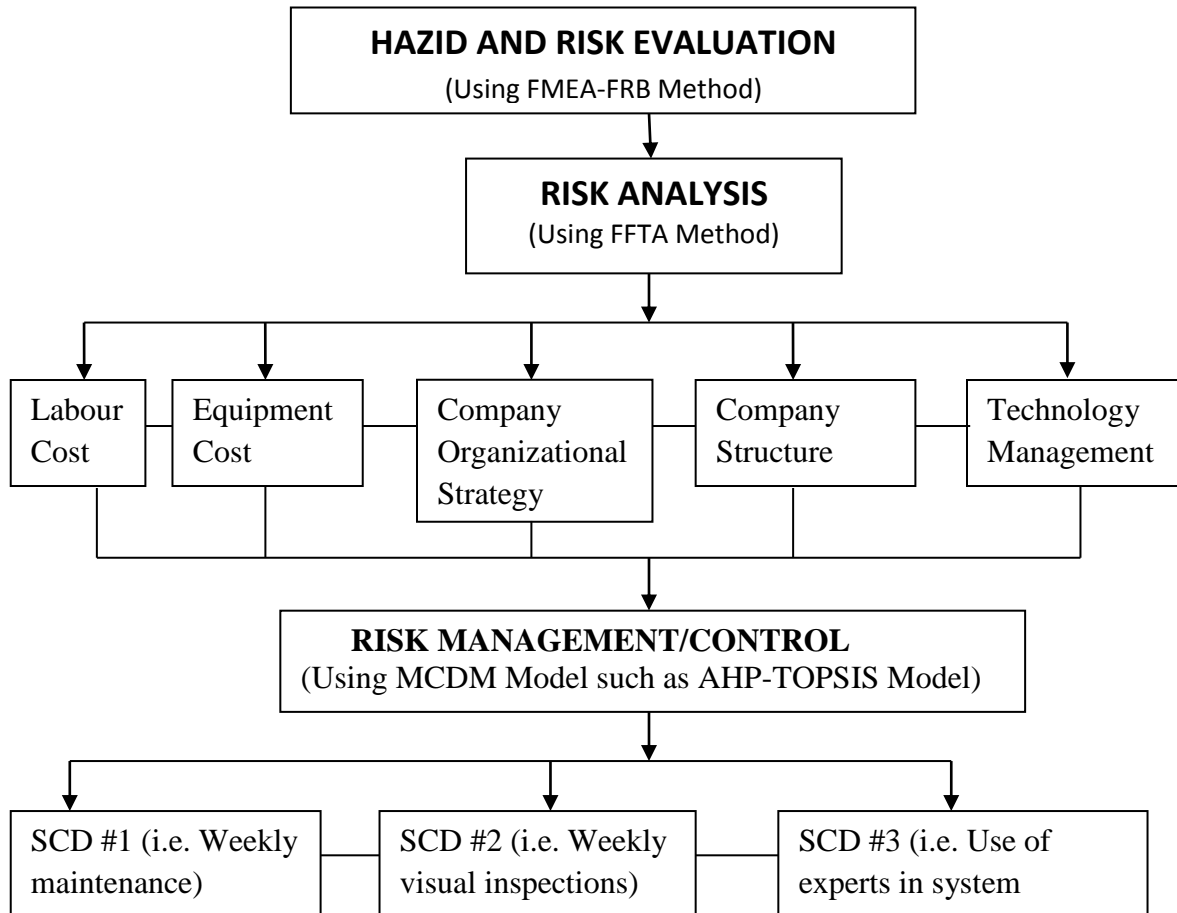 HAZID AND RISK EVALUATION
(Using FMEA-FRB Method)
RISK ANALYSIS
(Using FFTA Method)
Labour
Cost
Equipment
Cost
Company
Organizational
Strategy
Company
Structure
Technology
Management
RISK MANAGEMENT/CONTROL
(Using MCDM Model such as AHP-TOPSIS Model)
SCD #1 (i.e. Weekly
maintenance)
SCD #2 (i.e. Weekly
visual inspections)
SCD #3 (i.e. Use of
experts in system